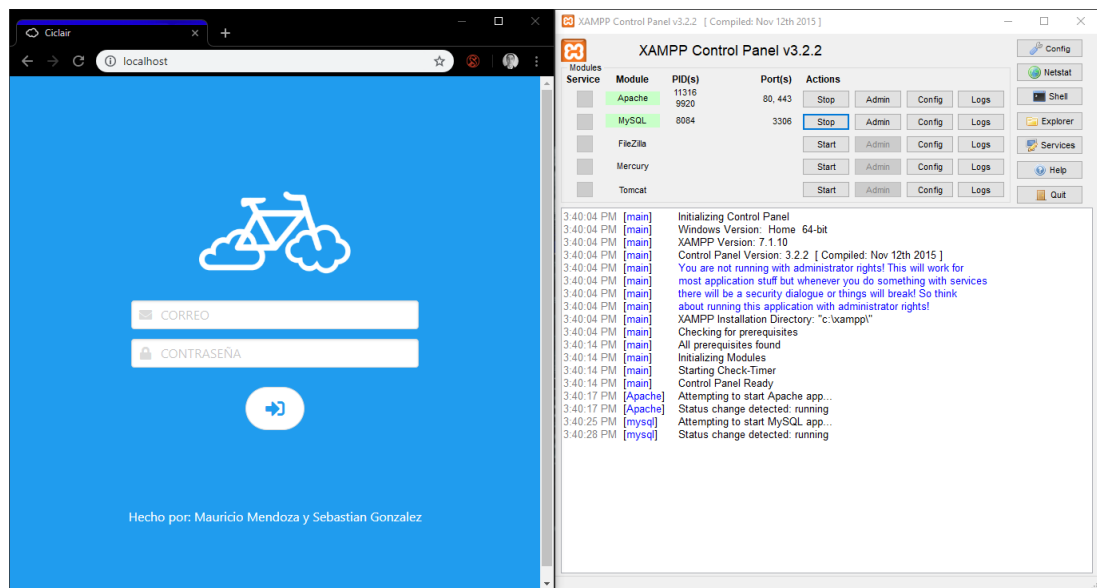 Ciclair
localhost
CORREO
CONTRASEÑA
Hecho por: Mauricio Mendoza y Sebastian Gonzalez
XAMPP Control Panel v3.2.2 [ Compiled: Nov 12th 2015 ]
XAMPP Control Panel v3.2.2
Modules
Service Module PID(s) Port(s) Actions
Apache 11316 9920 80, 443 Stop Admin Config Logs
MySQL 8084 3306 Stop Admin Config Logs
FileZilla Start Admin Config Logs
Mercury Start Admin Config Logs
Tomcat Start Admin Config Logs
Config
Netstat
Shell
Explorer
Services
Help
Quit
3:40:04 PM [main] Initializing Control Panel
3:40:04 PM [main] Windows Version: Home 64-bit
3:40:04 PM [main] XAMPP Version: 7.1.10
3:40:04 PM [main] Control Panel Version: 3.2.2 [ Compiled: Nov 12th 2015 ]
3:40:04 PM [main] You are not running with administrator rights! This will work for
3:40:04 PM [main] most application stuff but whenever you do something with services
3:40:04 PM [main] there will be a security dialogue or things will break! So think
3:40:04 PM [main] about running this application with administrator rights!
3:40:04 PM [main] XAMPP Installation Directory: "c:\xampp\"
3:40:04 PM [main] Checking for prerequisites
3:40:14 PM [main] All prerequisites found
3:40:14 PM [main] Initializing Modules
3:40:14 PM [main] Starting Check-Timer
3:40:14 PM [main] Control Panel Ready
3:40:17 PM [Apache] Attempting to start Apache app...
3:40:17 PM [Apache] Status change detected: running
3:40:25 PM [mysql] Attempting to start MySQL app...
3:40:28 PM [mysql] Status change detected: running